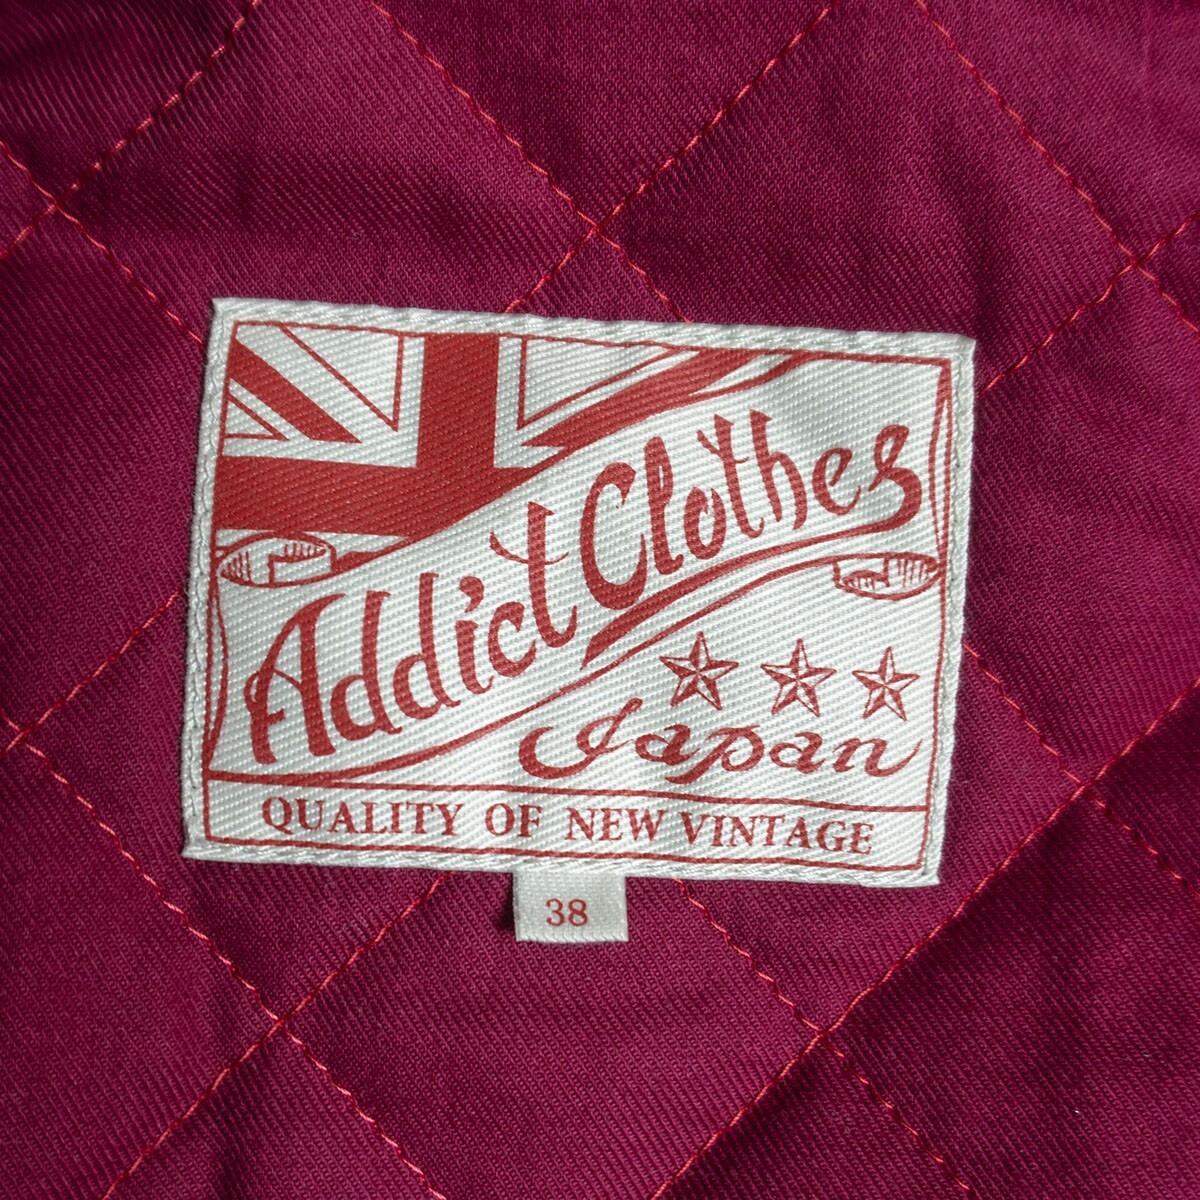 Addict Clothes
Japan
QUALITY OF NEW VINTAGE
38